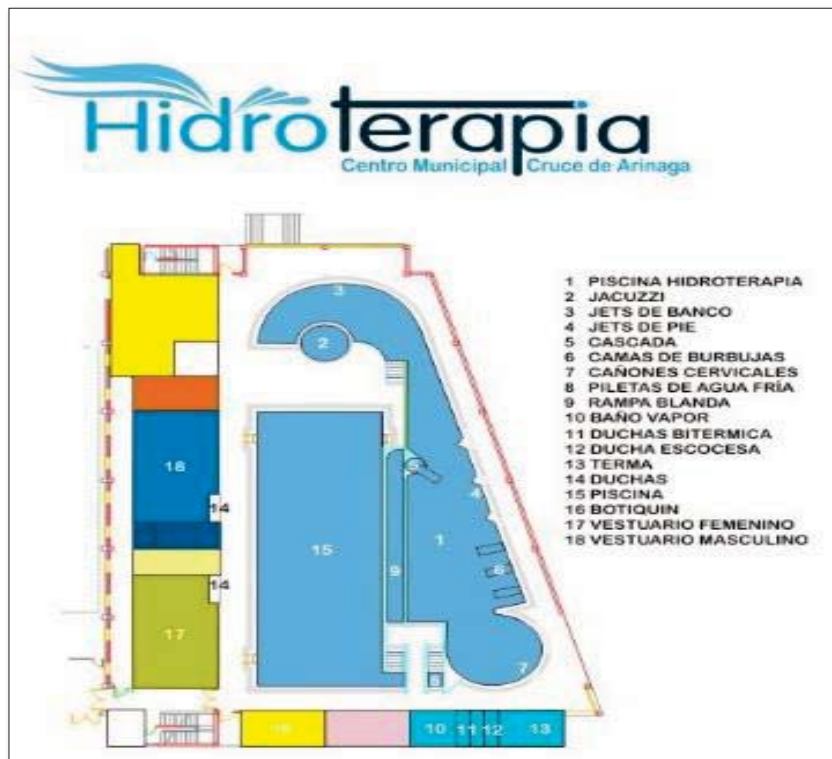 Hidroterapia
Centro Municipal Cruce de Arinaga
1 PISCINA HIDROTERAPIA
2 JACUZZI
3 JETS DE BANCO
4 JETS DE PIE
5 CASCADA
6 CAMAS DE BURBUJAS
7 CAÑONES CERVICALES
8 PILETAS DE AGUA FRÍA
9 RAMPA BLANDA
10 BAÑO VAPOR
11 DUCHAS BITERMICA
12 DUCHA ESCOCESA
13 TERMA
14 DUCHAS
15 PISCINA
16 BOTIQUIN
17 VESTUARIO FEMENINO
18 VESTUARIO MASCULINO
3
2
18
5
14
4
15
1
9
6
14
17
7
8
16
10
11
12
13